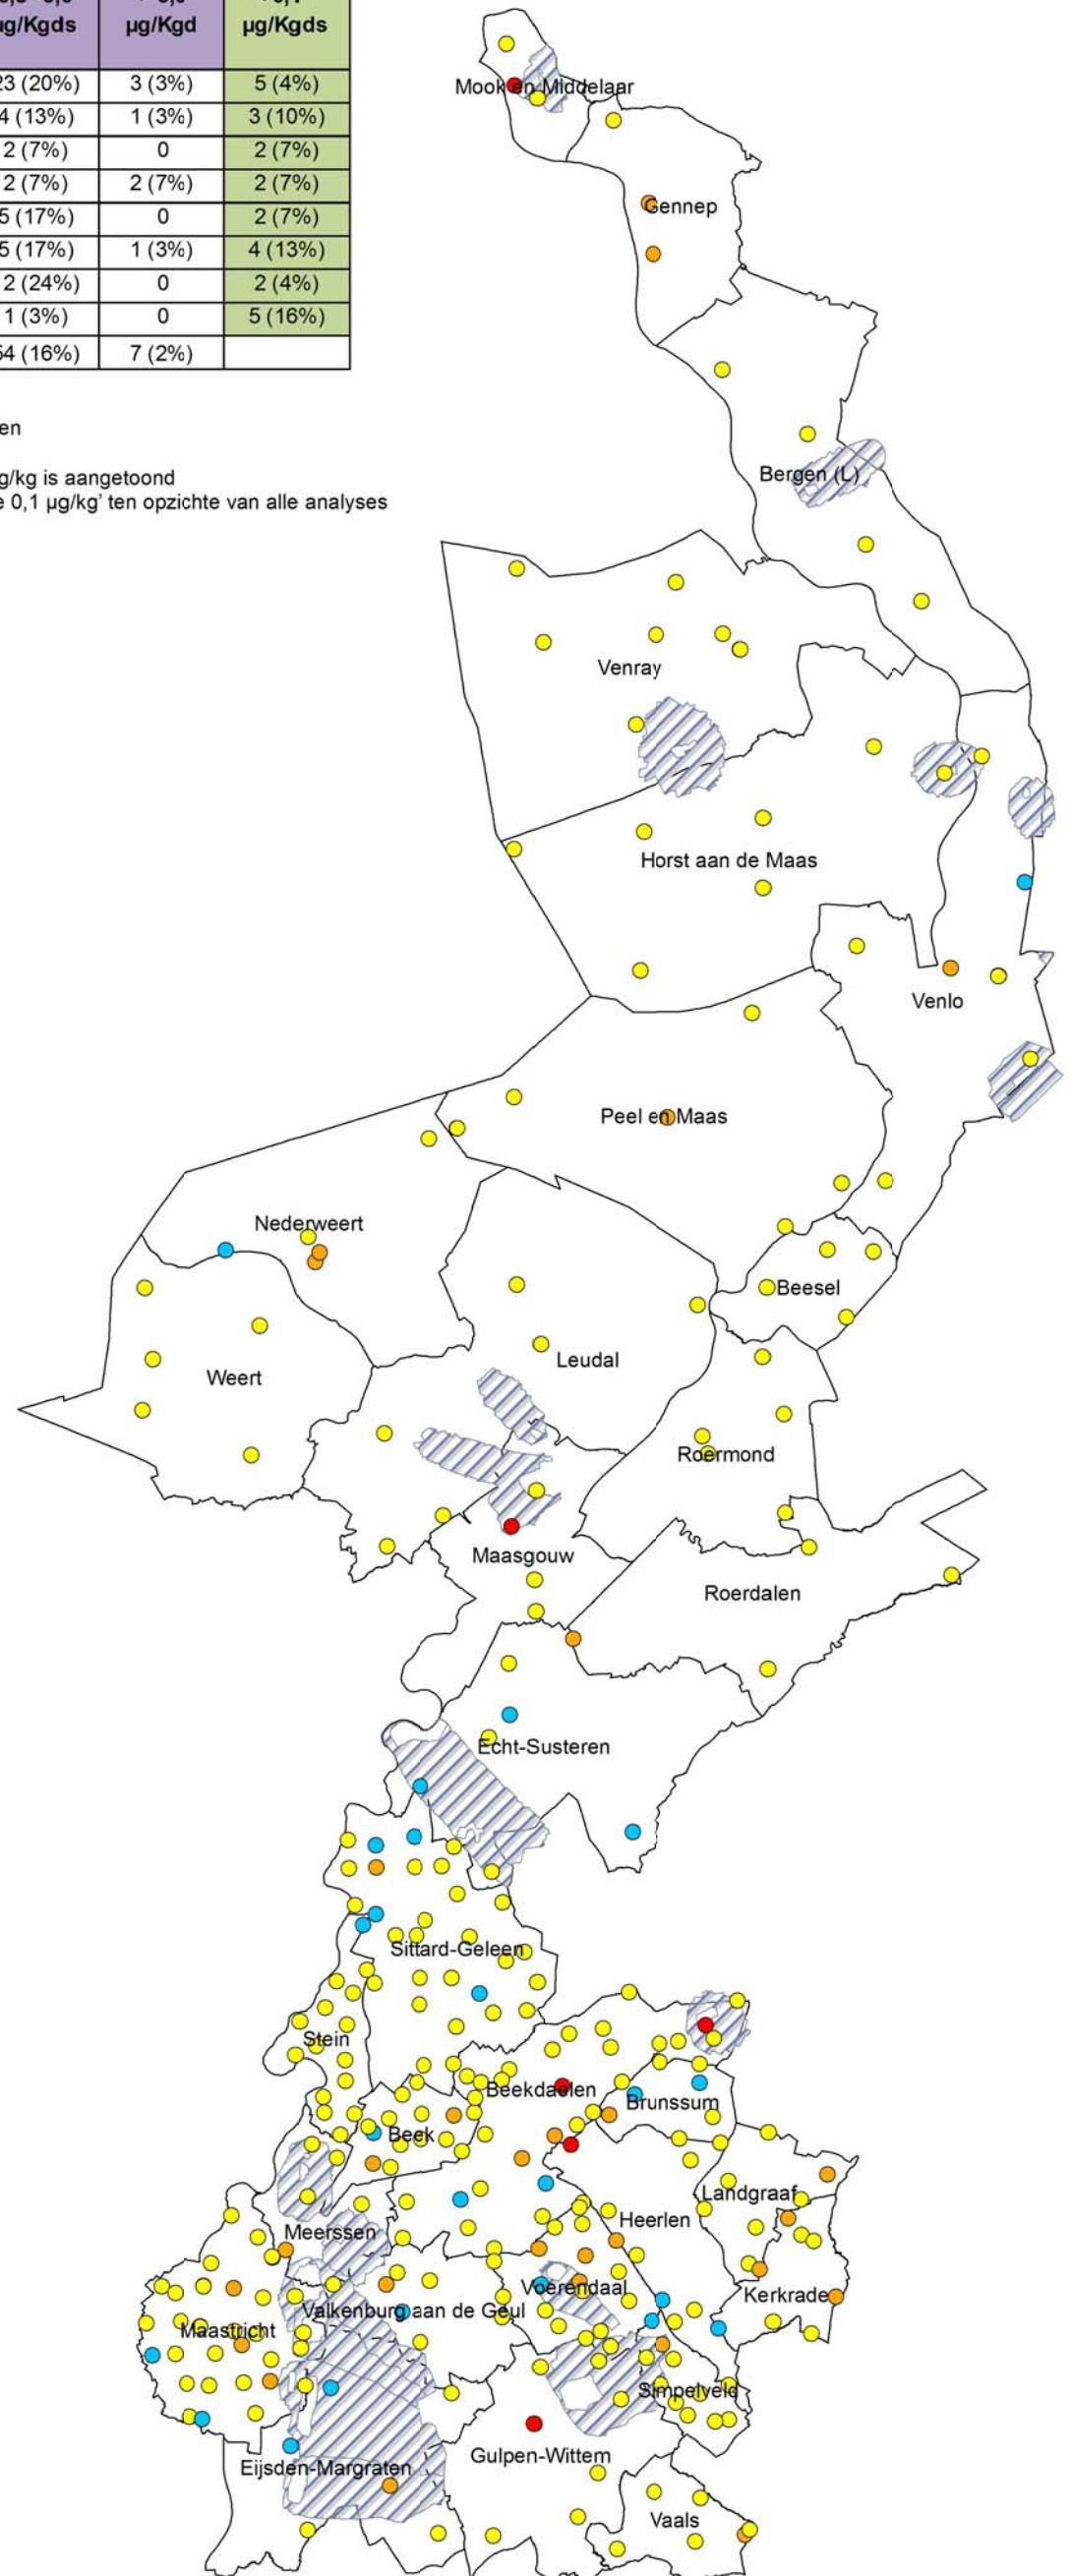 µg/Kgds µg/Kgd µg/Kgds
23 (20%) 3 (3%) 5 (4%)
4 (13%) 1 (3%) 3 (10%)
2 (7%) 0 2 (7%)
2 (7%) 2 (7%) 2 (7%)
5 (17%) 0 2 (7%)
5 (17%) 1 (3%) 4 (13%)
2 (24%) 0 2 (4%)
1 (3%) 0 5 (16%)
54 (16%) 7 (2%)
en
g/kg is aangetoond
e 0,1 µg/kg' ten opzichte van alle analyses
Mook en Middelaar
Gennep
Bergen (L)
Venray
Horst aan de Maas
Venlo
Peel en Maas
Nederweert
Beesel
Leudal
Weert
Roermond
Maasgouw
Roerdalen
Echt-Susteren
Sittard-Geleen
Stein
Beekdaelen
Brunssum
Beek
Landgraaf
Heerlen
Meerssen
Voerendaal
Kerkrade
Valkenburg aan de Geul
Maastricht
Simpelveld
Gulpen-Wittem
Eijsden-Margraten
Vaals